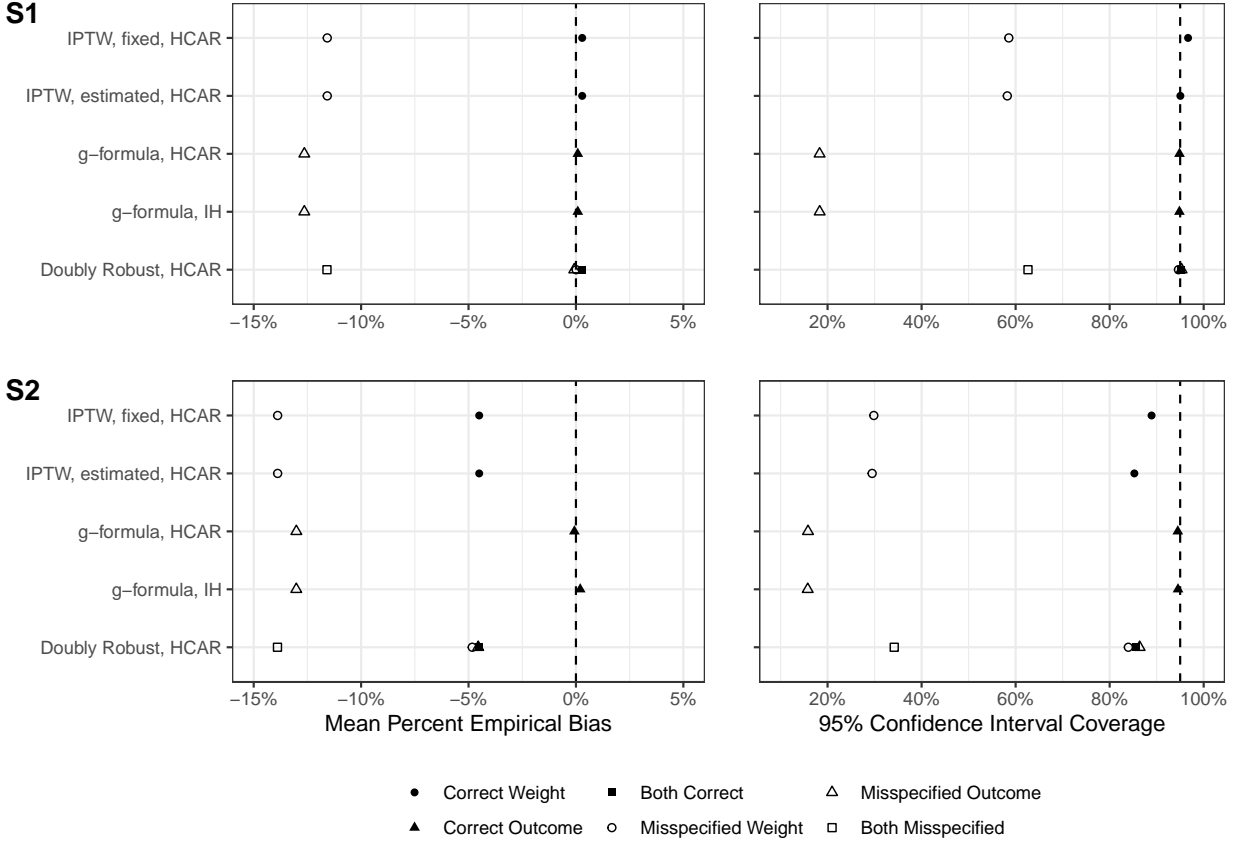 S1
IPTW, fixed, HCAR
IPTW, estimated, HCAR
g−formula, HCAR
g−formula, IH
Doubly Robust, HCAR
−15% −10% −5% 0% 5%
20% 40% 60% 80% 100%
S2
IPTW, fixed, HCAR
IPTW, estimated, HCAR
g−formula, HCAR
g−formula, IH
Doubly Robust, HCAR
−15% −10% −5% 0% 5%
20% 40% 60% 80% 100%
Mean Percent Empirical Bias
95% Confidence Interval Coverage
Correct Weight Both Correct Misspecified Outcome
Correct Outcome Misspecified Weight Both Misspecified